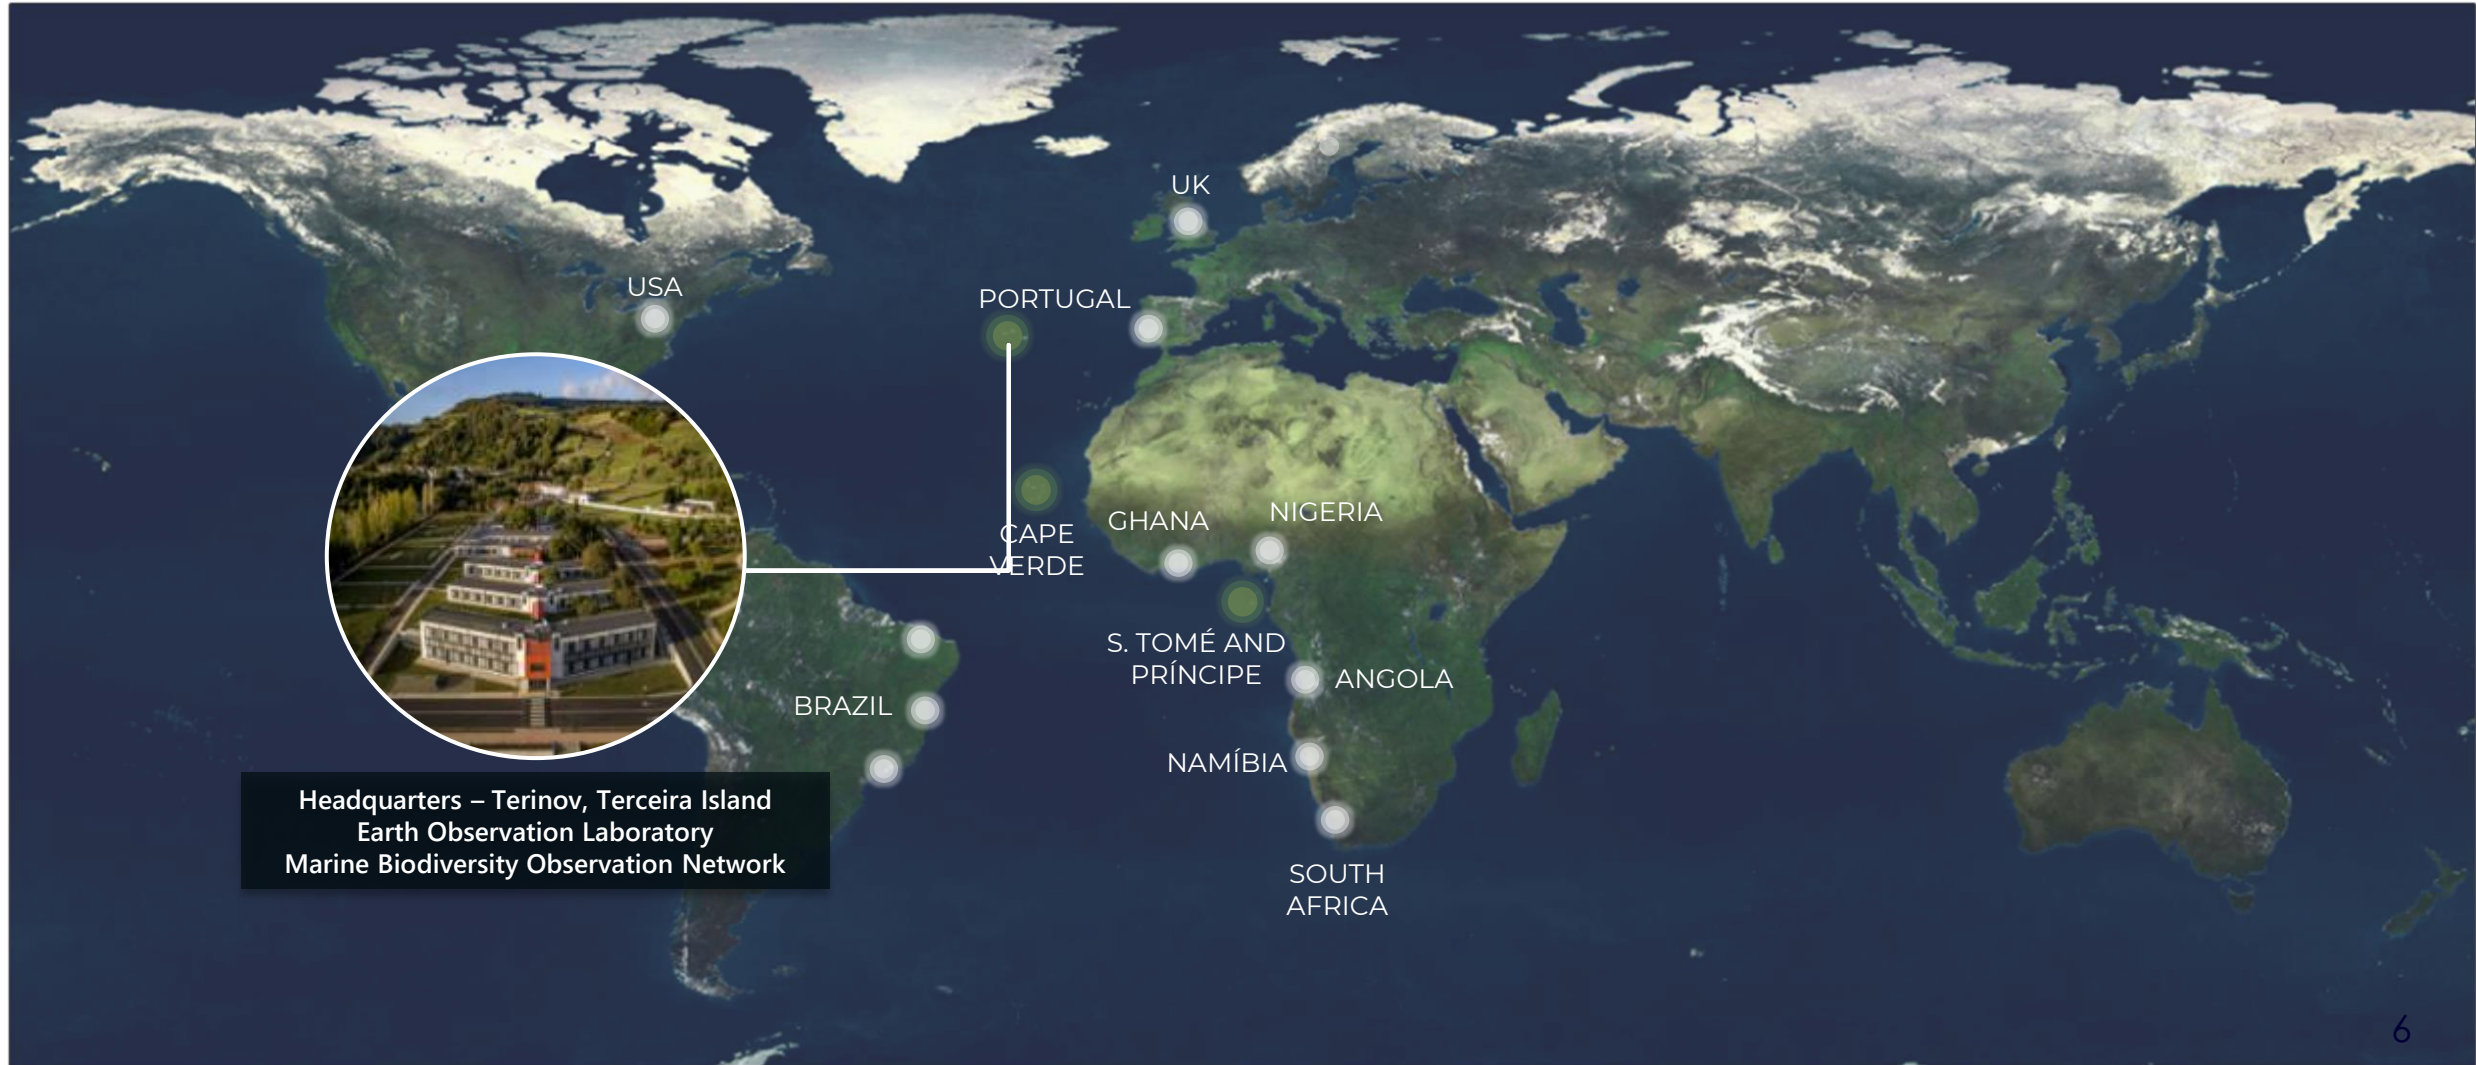 UK
USA
PORTUGAL
CAPE
VERDE
GHANA
NIGERIA
S. TOMÉ AND
PRÍNCIPE
ANGOLA
BRAZIL
NAMÍBIA
Headquarters – Terinov, Terceira Island
Earth Observation Laboratory
Marine Biodiversity Observation Network
SOUTH
AFRICA
6